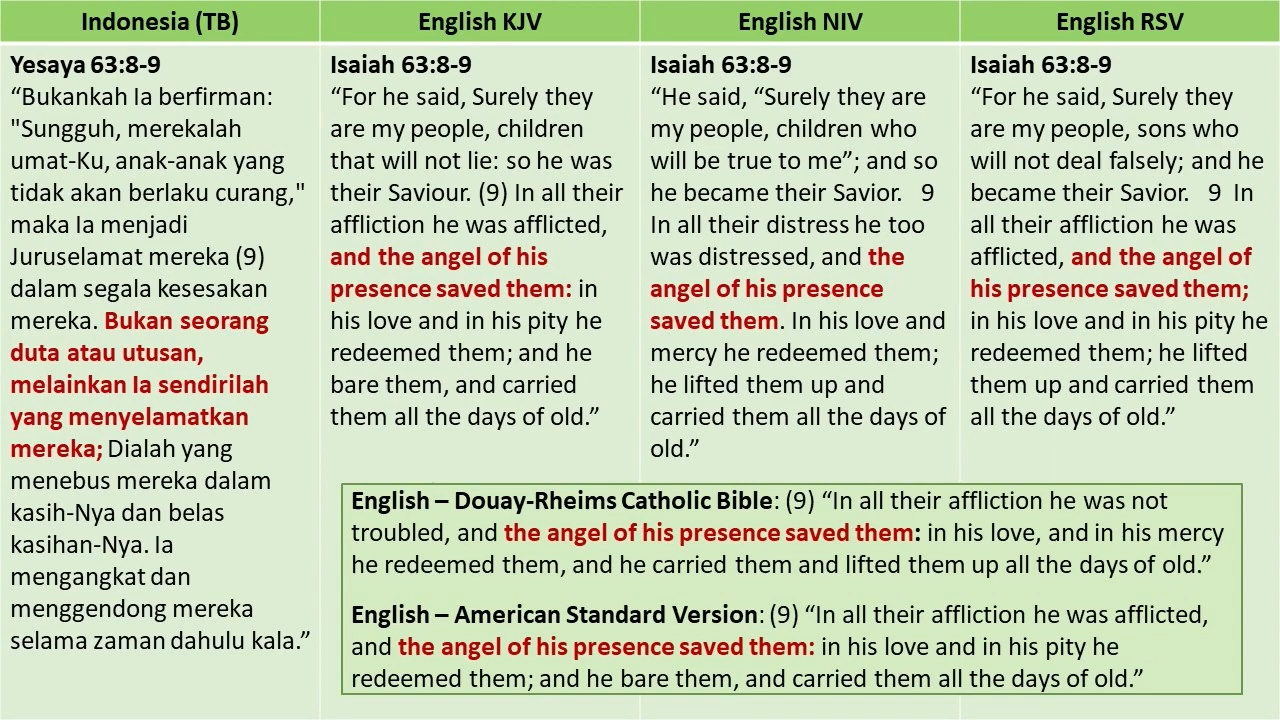 Indonesia (TB)
English KJV
English NIV
English RSV
Yesaya 63:8-9
“Bukankah Ia berfirman:
"Sungguh, merekalah
umat-Ku, anak-anak yang
tidak akan berlaku curang,"
maka Ia menjadi
Juruselamat mereka (9)
dalam segala kesesakan
mereka. Bukan seorang
duta atau utusan,
melainkan Ia sendirilah
yang menyelamatkan
mereka; Dialah yang
menebus mereka dalam
kasih-Nya dan belas
kasihan-Nya. Ia
mengangkat dan
menggendong mereka
selama zaman dahulu kala.”
Isaiah 63:8-9
“For he said, Surely they
are my people, children
that will not lie: so he was
their Saviour. (9) In all their
affliction he was afflicted,
and the angel of his
presence saved them: in
his love and in his pity he
redeemed them; and he
bare them, and carried
them all the days of old.”
Isaiah 63:8-9
“He said, “Surely they are
my people, children who
will be true to me”; and so
he became their Savior. 9
In all their distress he too
was distressed, and the
angel of his presence
saved them. In his love and
mercy he redeemed them;
he lifted them up and
carried them all the days of
old.”
Isaiah 63:8-9
“For he said, Surely they
are my people, sons who
will not deal falsely; and he
became their Savior. 9 In
all their affliction he was
afflicted, and the angel of
his presence saved them;
in his love and in his pity he
redeemed them; he lifted
them up and carried them
all the days of old.”
English – Douay-Rheims Catholic Bible: (9) “In all their affliction he was not
troubled, and the angel of his presence saved them: in his love, and in his mercy
he redeemed them, and he carried them and lifted them up all the days of old.”
English – American Standard Version: (9) “In all their affliction he was afflicted,
and the angel of his presence saved them: in his love and in his pity he
redeemed them; and he bare them, and carried them all the days of old.”